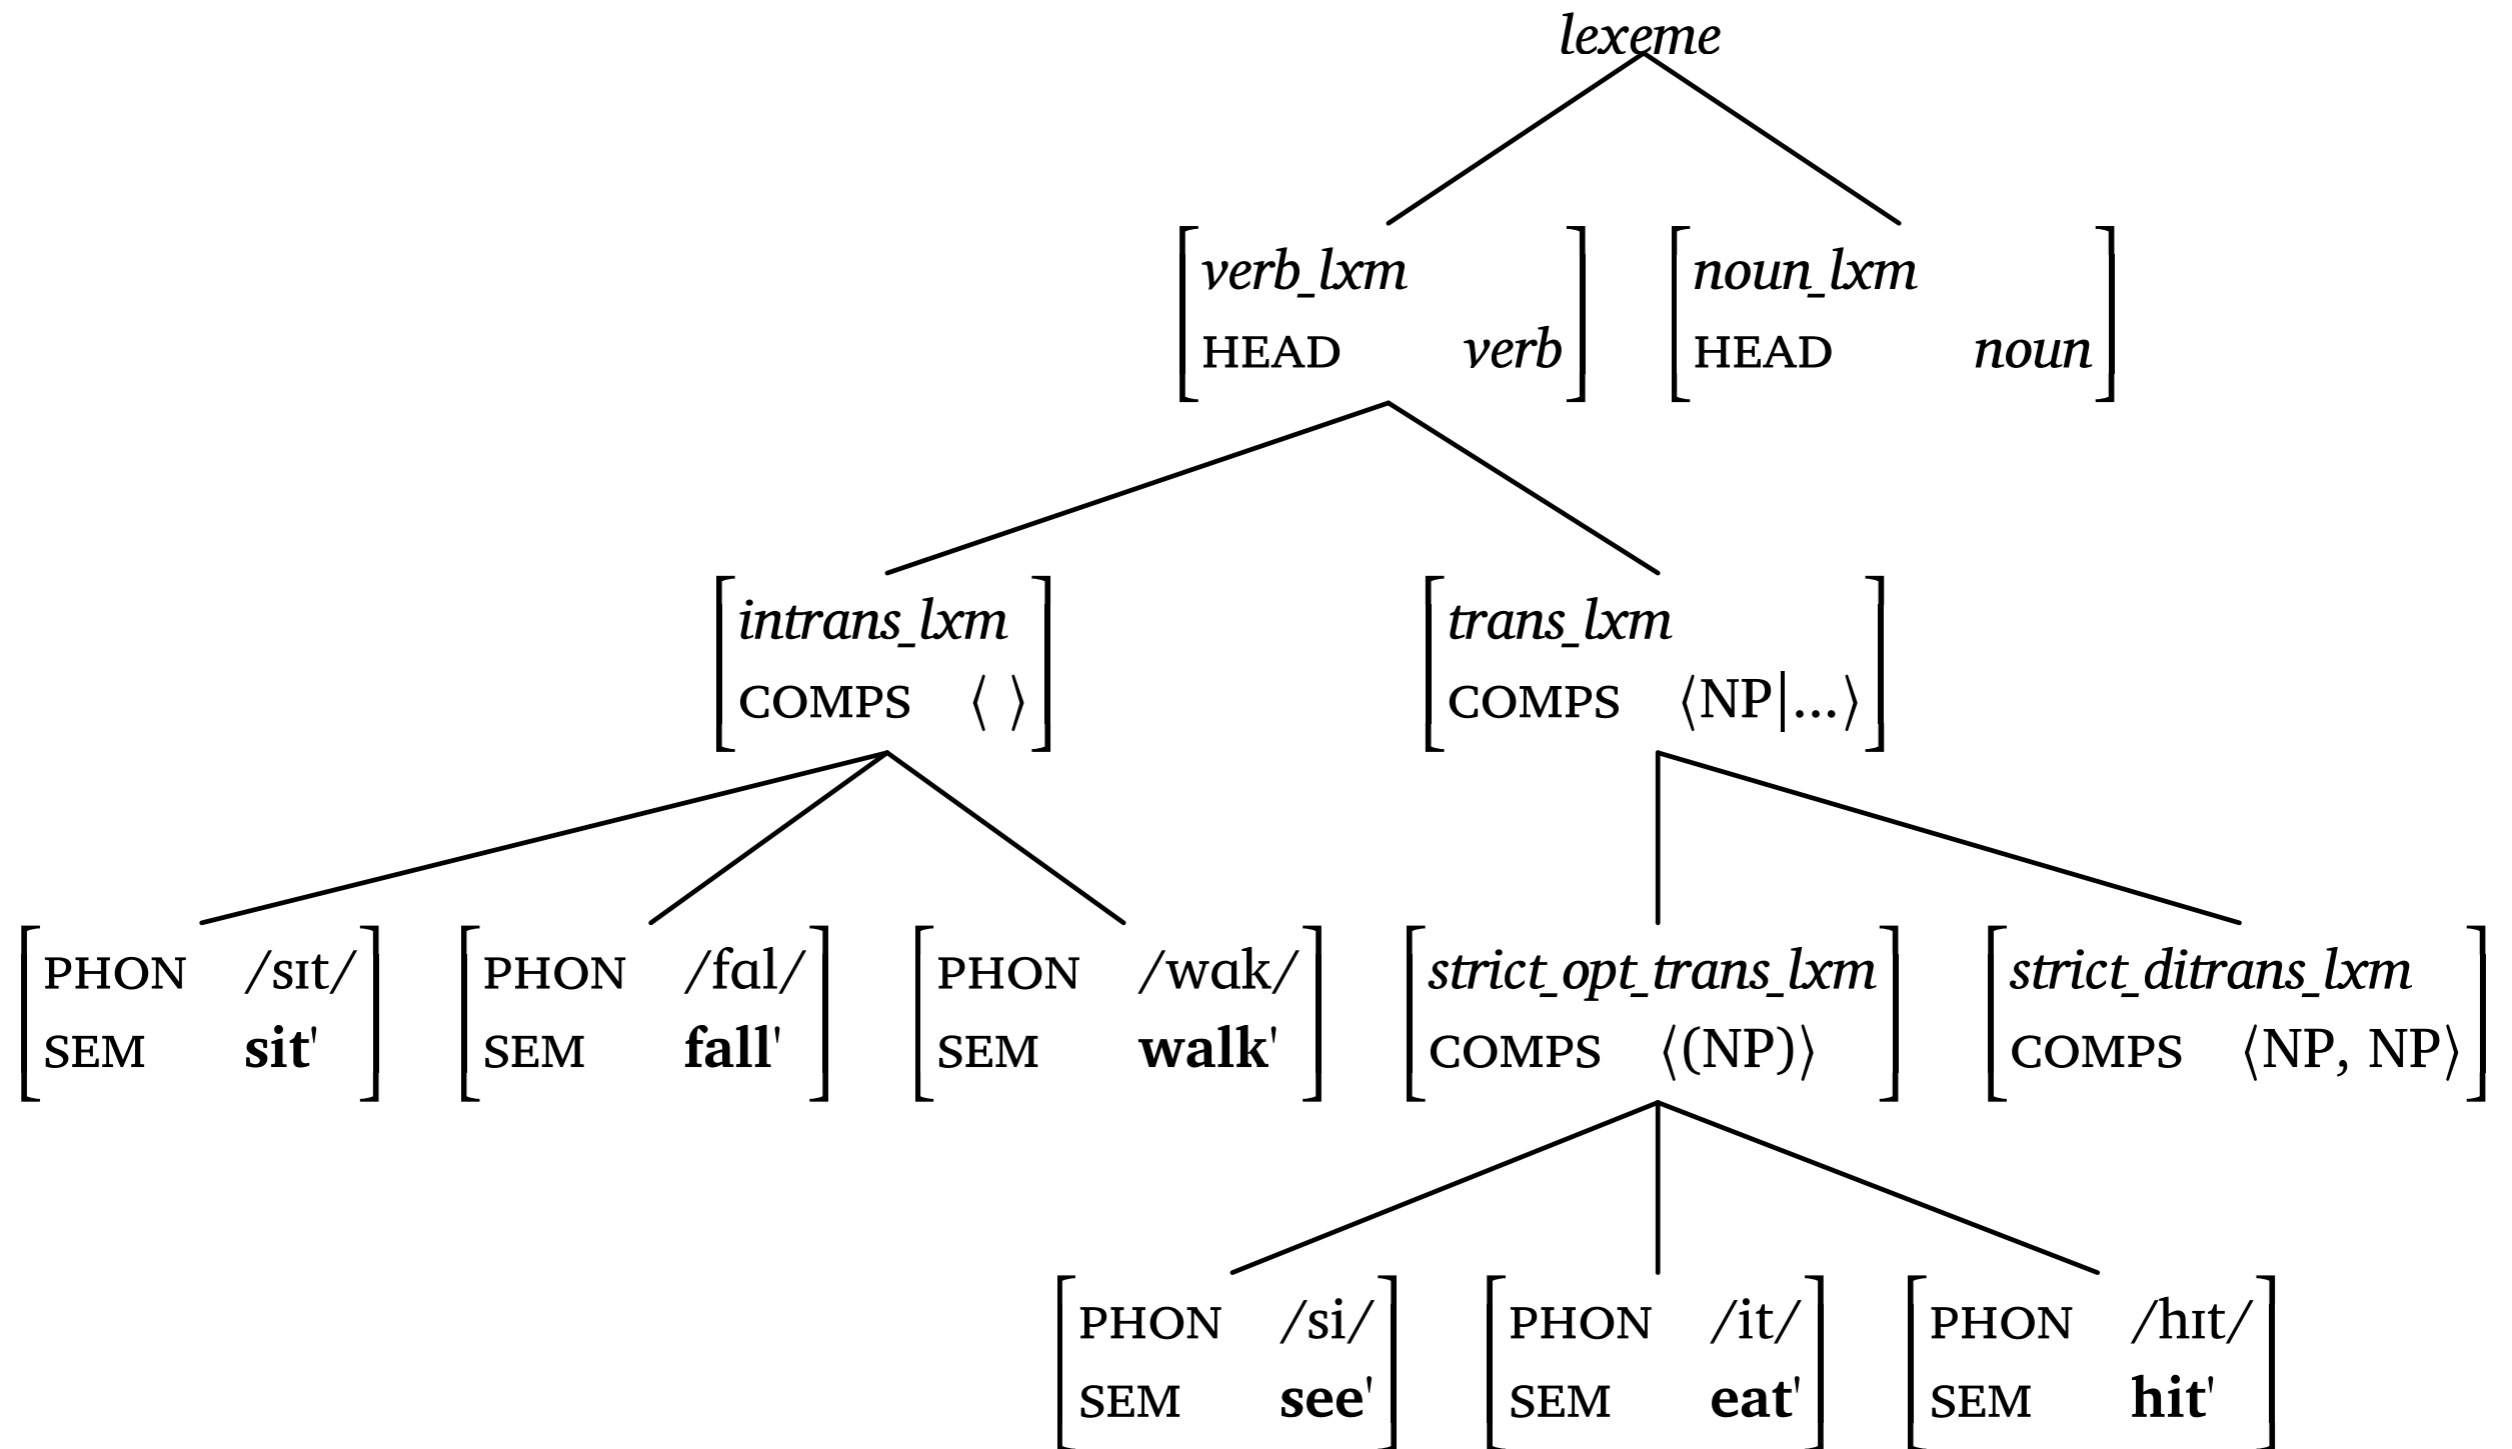 lexeme
verb_lxm noun_lxm
HEAD verb HEAD noun
intrans_lxm trans_lxm
COMPS ⟨ ⟩ COMPS ⟨NP|...⟩
PHON /sɪt/ PHON /fɑl/ PHON /wɑk/ strict_opt_trans_lxm strict_ditrans_lxm
SEM sit' SEM fall' SEM walk' COMPS ⟨(NP)⟩ COMPS ⟨NP, NP⟩
PHON /si/ PHON /it/ PHON /hɪt/
SEM see' SEM eat' SEM hit'